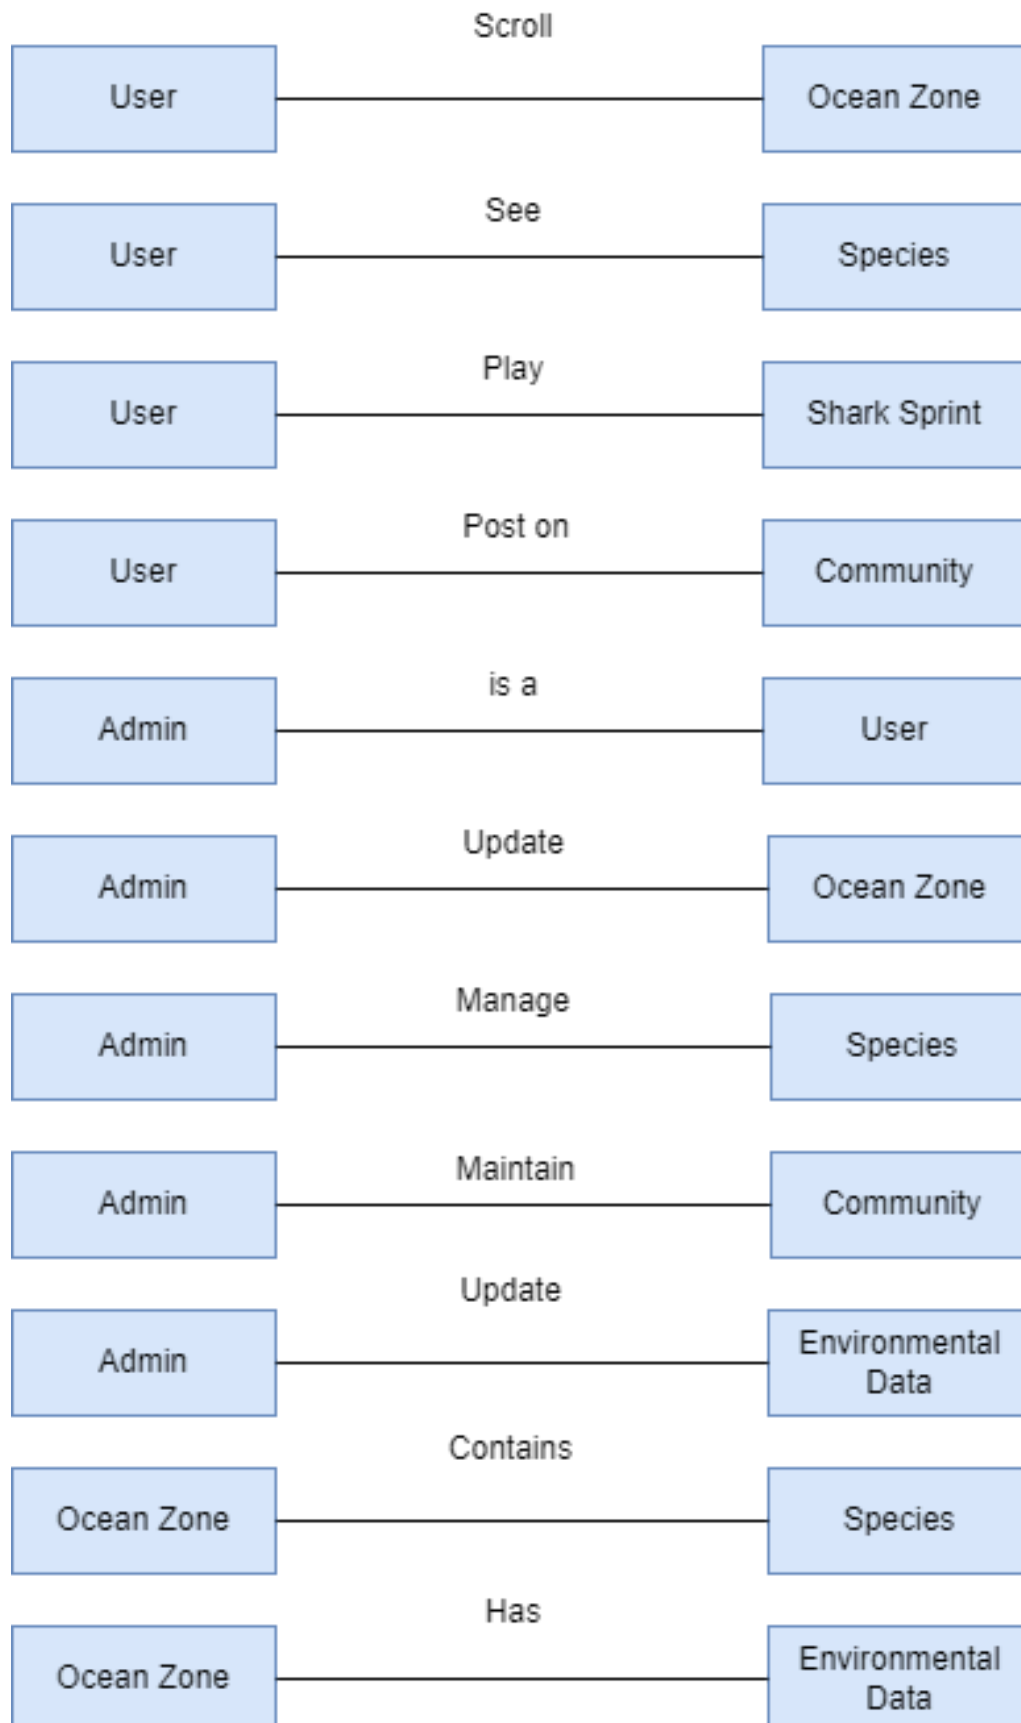 Scroll
User
Ocean Zone
See
User
Species
Play
User
Shark Sprint
Post on
User
Community
is a
Admin
User
Update
Admin
Ocean Zone
Manage
Admin
Species
Maintain
Admin
Community
Update
Admin
Environmental
Data
Contains
Ocean Zone
Species
Has
Ocean Zone
Environmental
Data